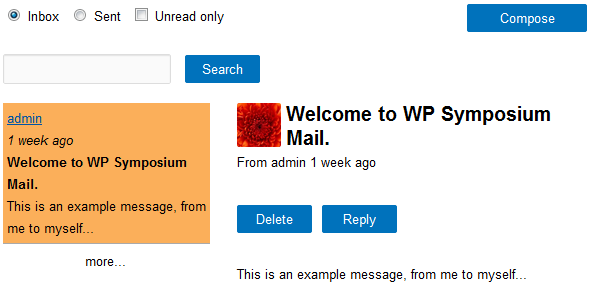 Inbox Sent Unread only
Compose
Search
admin
1 week ago
Welcome to WP Symposium
Mail.
This is an example message, from
me to myself...
more...
Welcome to WP Symposium
Mail.
From admin 1 week ago
Delete Reply
This is an example message, from me to myself...